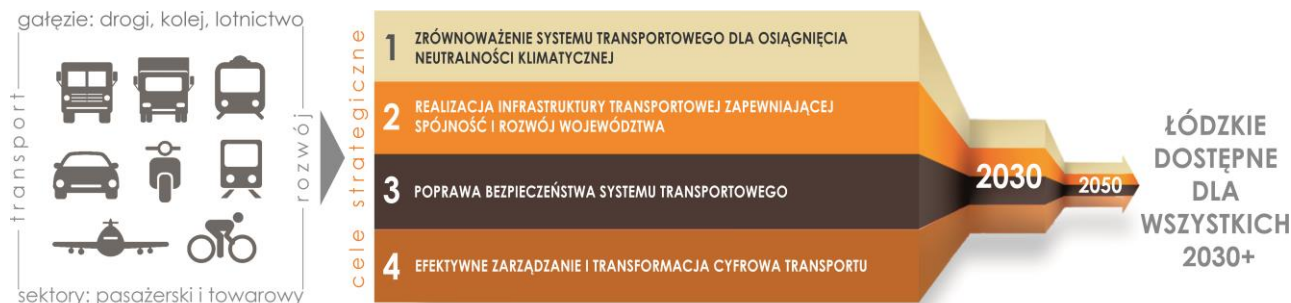 gałęzie: drogi, kolej, lotnictwo
transport
rozwój
sektory: pasażerski i towarowy
cele strategiczne
1 ZRÓWNOWAŻENIE SYSTEMU TRANSPORTOWEGO DLA OSIĄGNIĘCIA
NEUTRALNOŚCI KLIMATYCZNEJ
2 REALIZACJA INFRASTRUKTURY TRANSPORTOWEJ ZAPEWNIAJĄCEJ
SPÓJNOŚĆ I ROZWÓJ WOJEWÓDZTWA
3 POPRAWA BEZPIECZEŃSTWA SYSTEMU TRANSPORTOWEGO
4 EFEKTYWNE ZARZĄDZANIE I TRANSFORMACJA CYFROWA TRANSPORTU
2030
2050
ŁÓDZKIE
DOSTĘPNE
DLA
WSZYSTKICH
2030+